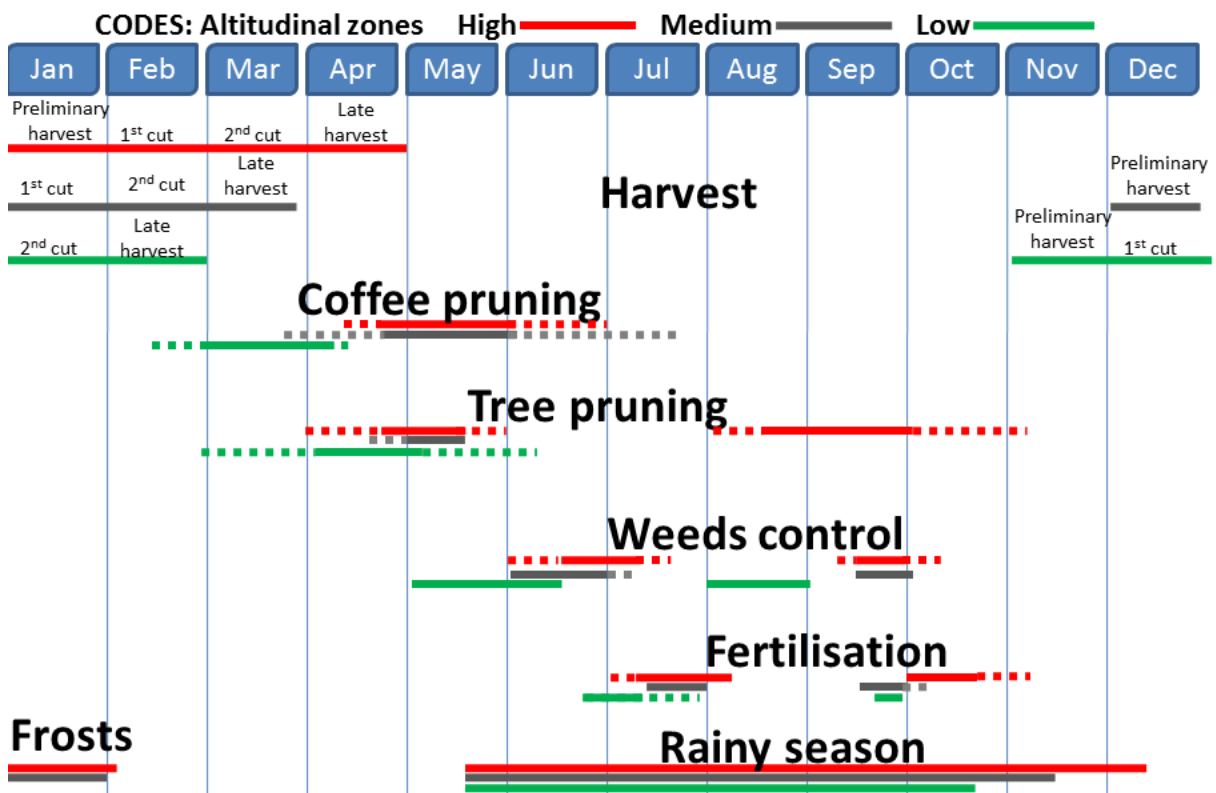 CODES: Altitudinal zones High Medium Low
Jan Feb Mar Apr May Jun Jul Aug Sep Oct Nov Dec
Preliminary harvest 1st cut 2nd cut Late harvest
1st cut 2nd cut Late harvest
Harvest
Preliminary harvest
2nd cut Late harvest
Preliminary harvest 1st cut
Coffee pruning
Tree pruning
Weeds control
Fertilisation
Frosts
Rainy season